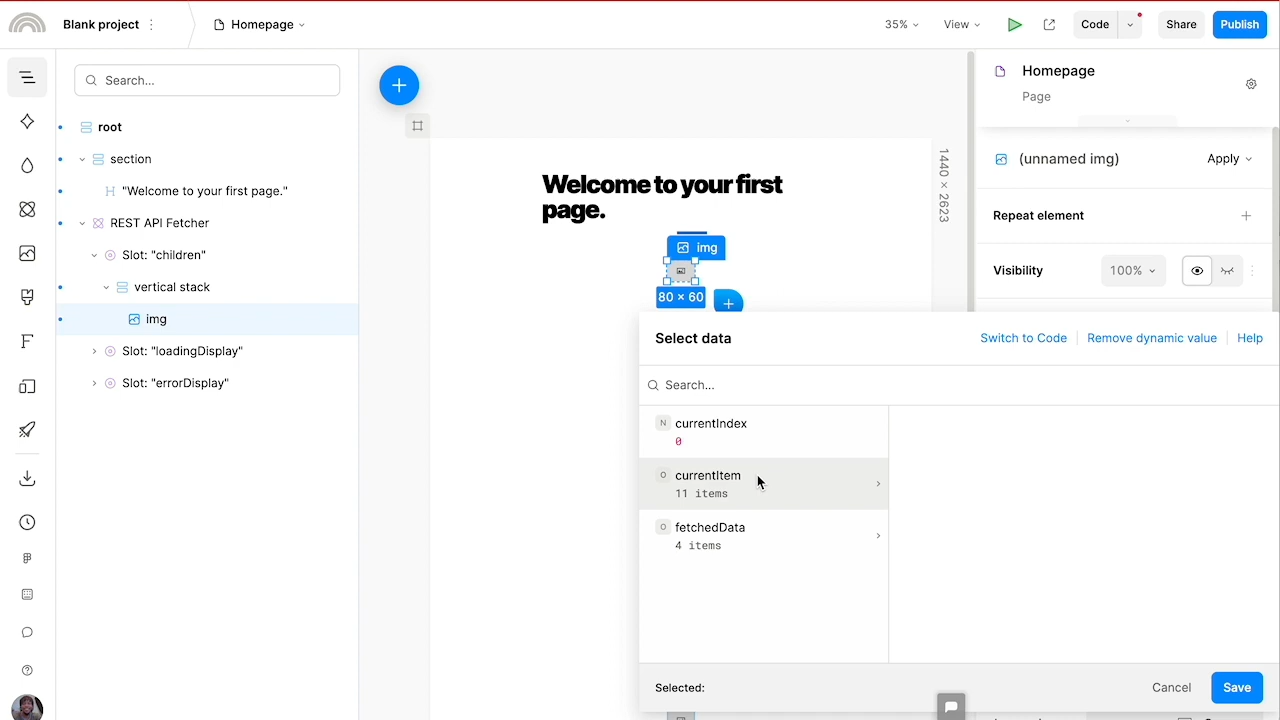 Blank project
Homepage
35%
View
Code
Share
Publish
Search...
root
section
H "Welcome to your first page."
REST API Fetcher
Slot: "children"
vertical stack
img
Slot: "loadingDisplay"
Slot: "errorDisplay"
Welcome to your first
page.
img
80 × 60
1440 × 2623
Homepage
Page
(unnamed img)
Apply
Repeat element
Visibility
100%
Select data
Switch to Code
Remove dynamic value
Help
Search...
N currentIndex
0
O currentItem
11 items
O fetchedData
4 items
Selected:
Cancel
Save